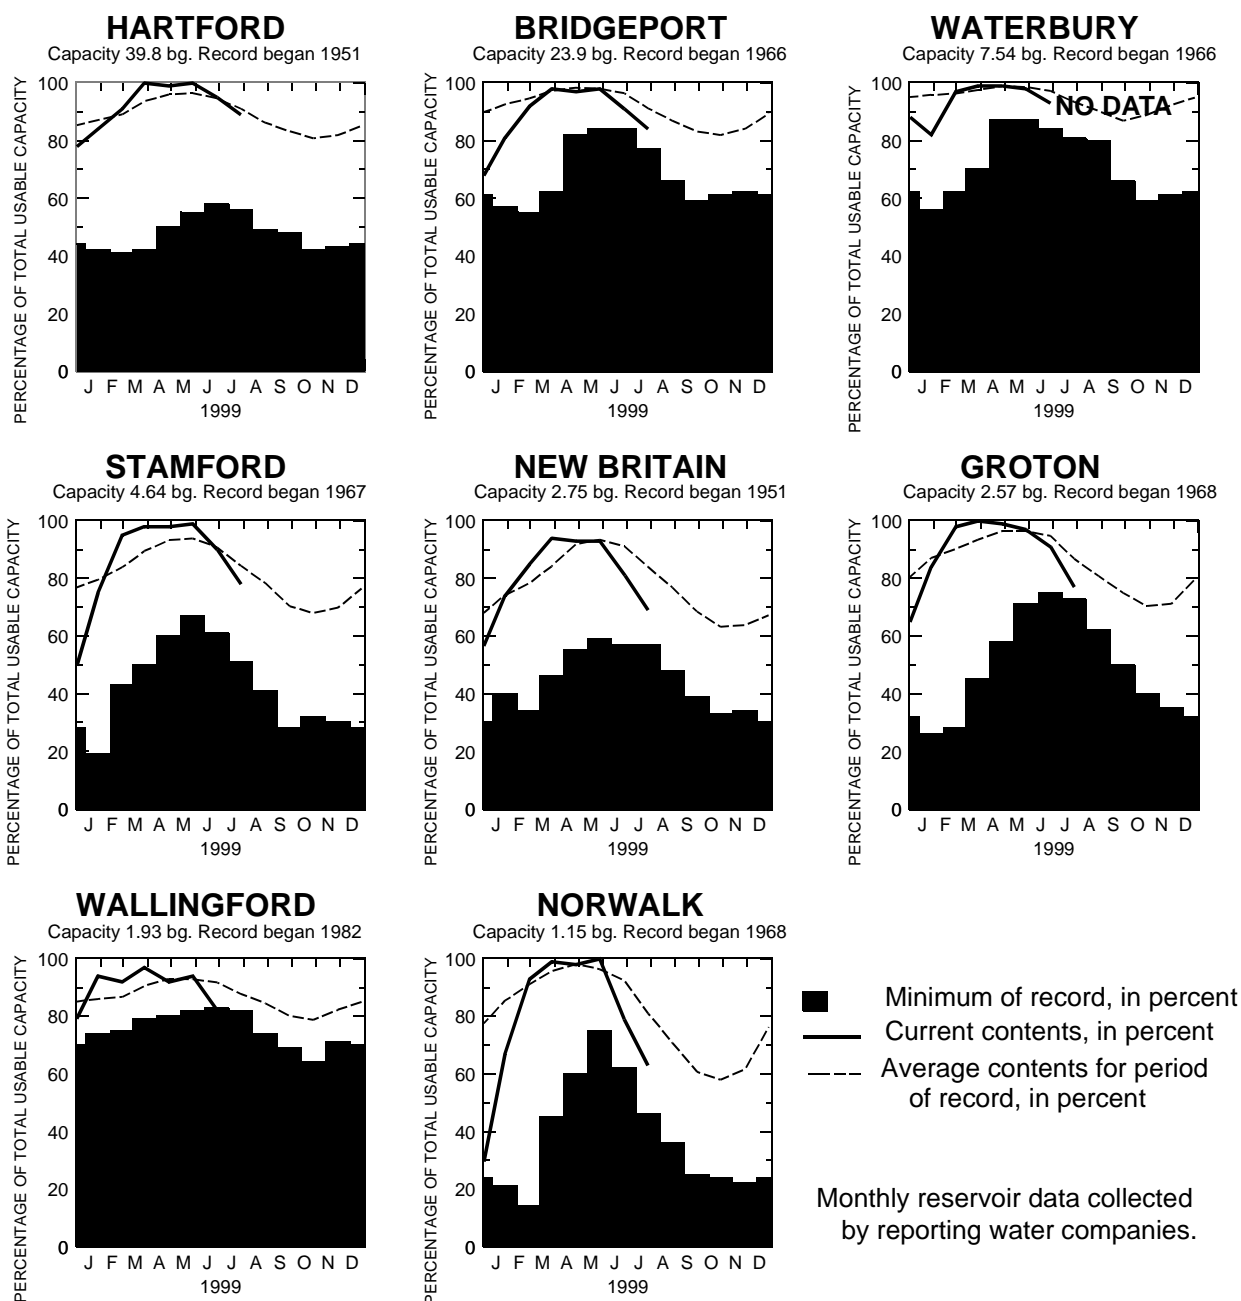 HARTFORD
Capacity 39.8 bg. Record began 1951
PERCENTAGE OF TOTAL USABLE CAPACITY
100
80
60
40
20
0
J F M A M J J A S O N D
1999
BRIDGEPORT
Capacity 23.9 bg. Record began 1966
PERCENTAGE OF TOTAL USABLE CAPACITY
100
80
60
40
20
0
J F M A M J J A S O N D
1999
WATERBURY
Capacity 7.54 bg. Record began 1966
PERCENTAGE OF TOTAL USABLE CAPACITY
100
80
60
40
20
0
NO DATA
J F M A M J J A S O N D
1999
STAMFORD
Capacity 4.64 bg. Record began 1967
PERCENTAGE OF TOTAL USABLE CAPACITY
100
80
60
40
20
0
J F M A M J J A S O N D
1999
NEW BRITAIN
Capacity 2.75 bg. Record began 1951
PERCENTAGE OF TOTAL USABLE CAPACITY
100
80
60
40
20
0
J F M A M J J A S O N D
1999
GROTON
Capacity 2.57 bg. Record began 1968
PERCENTAGE OF TOTAL USABLE CAPACITY
100
80
60
40
20
0
J F M A M J J A S O N D
1999
WALLINGFORD
Capacity 1.93 bg. Record began 1982
PERCENTAGE OF TOTAL USABLE CAPACITY
100
80
60
40
20
0
J F M A M J J A S O N D
1999
NORWALK
Capacity 1.15 bg. Record began 1968
PERCENTAGE OF TOTAL USABLE CAPACITY
100
80
60
40
20
0
J F M A M J J A S O N D
1999
Minimum of record, in percent
Current contents, in percent
Average contents for period
of record, in percent
Monthly reservoir data collected
by reporting water companies.